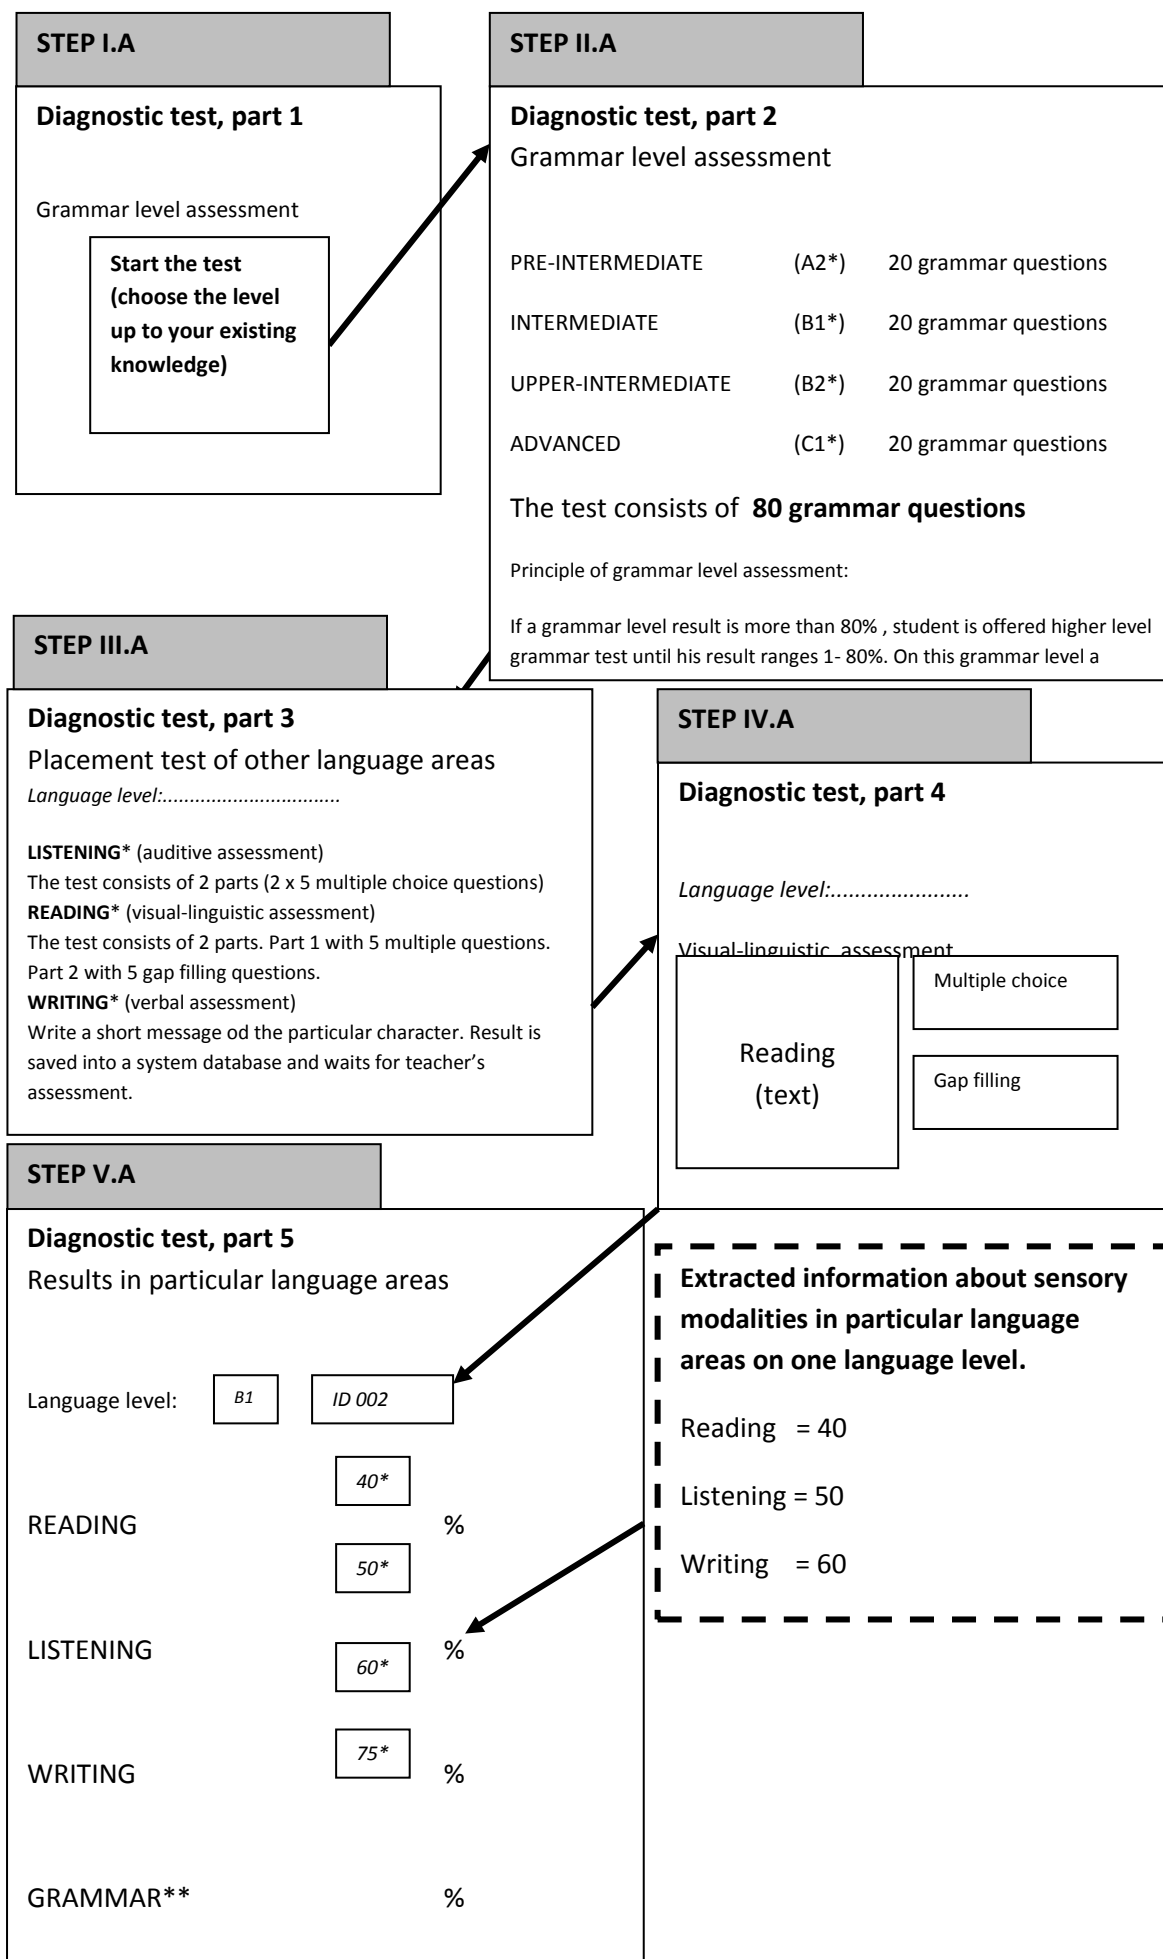 STEP I.A
Diagnostic test, part 1
Grammar level assessment
Start the test
(choose the level
up to your existing
knowledge)
STEP II.A
Diagnostic test, part 2
Grammar level assessment
PRE-INTERMEDIATE (A2*) 20 grammar questions
INTERMEDIATE (B1*) 20 grammar questions
UPPER-INTERMEDIATE (B2*) 20 grammar questions
ADVANCED (C1*) 20 grammar questions
The test consists of 80 grammar questions
Principle of grammar level assessment:
If a grammar level result is more than 80% , student is offered higher level
grammar test until his result ranges 1- 80%. On this grammar level a
STEP III.A
Diagnostic test, part 3
Placement test of other language areas
Language level:.................................
LISTENING* (auditive assessment)
The test consists of 2 parts (2 x 5 multiple choice questions)
READING* (visual-linguistic assessment)
The test consists of 2 parts. Part 1 with 5 multiple questions.
Part 2 with 5 gap filling questions.
WRITING* (verbal assessment)
Write a short message od the particular character. Result is
saved into a system database and waits for teacher's
assessment.
STEP IV.A
Diagnostic test, part 4
Language level:.......................
Visual-linguistic assessment
Reading
(text)
Multiple choice
Gap filling
STEP V.A
Diagnostic test, part 5
Results in particular language areas
Language level: B1 ID 002
40*
READING %
50*
LISTENING %
60*
75*
WRITING %
GRAMMAR** %
Extracted information about sensory
modalities in particular language
areas on one language level.
Reading = 40
Listening = 50
Writing = 60